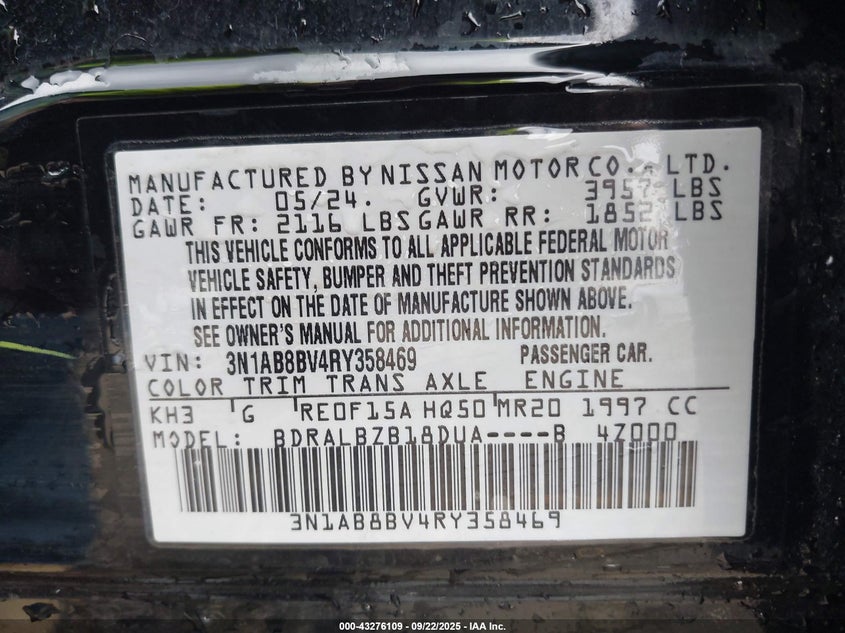 MANUFACTURED BY NISSAN MOTOR CO., LTD.
DATE: 05/24. GVWR: 3957 LBS
GAWR FR: 2116 LBS GAWR RR: 1852 LBS
THIS VEHICLE CONFORMS TO ALL APPLICABLE FEDERAL MOTOR
VEHICLE SAFETY, BUMPER AND THEFT PREVENTION STANDARDS
IN EFFECT ON THE DATE OF MANUFACTURE SHOWN ABOVE.
SEE OWNER'S MANUAL FOR ADDITIONAL INFORMATION.
VIN: 3N1AB8BV4RY358469 PASSENGER CAR.
COLOR TRIM TRANS AXLE ENGINE
KH3 G RE0F15A HQ50 MR20 1997 CC
MODEL: BDRALBZB18DUA----B 4Z000
3N1AB8BV4RY358469
000-43276109 - 09/22/2025 - IAA Inc.